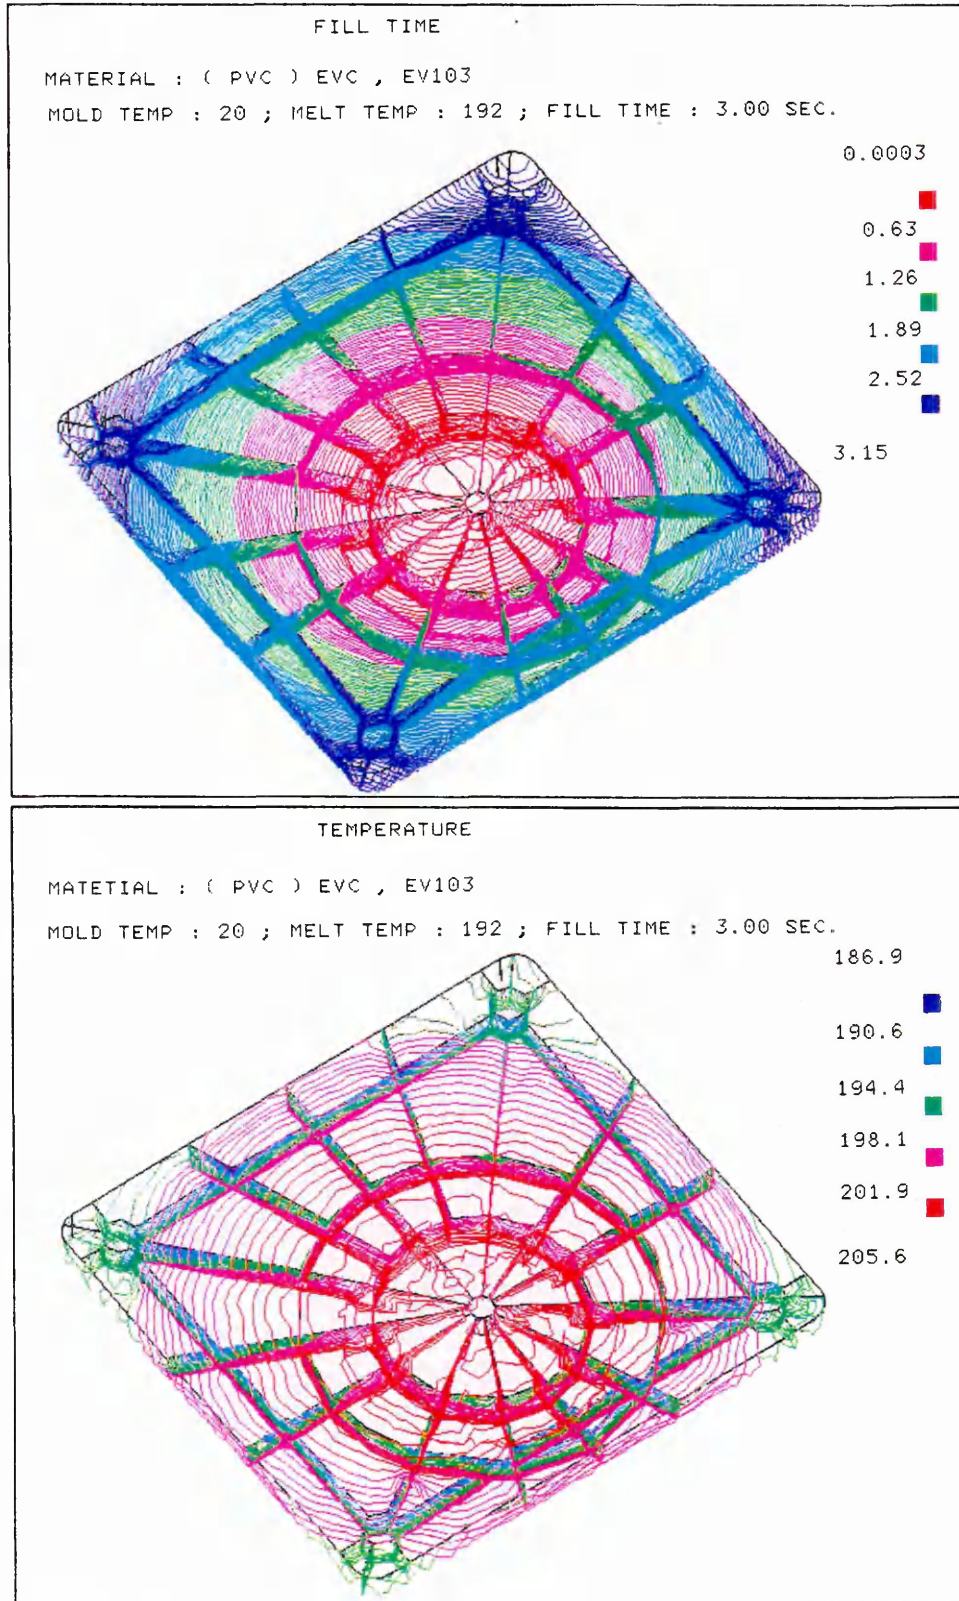 FILL TIME
MATERIAL : ( PVC ) EVC , EV103
MOLD TEMP : 20 ; MELT TEMP : 192 ; FILL TIME : 3.00 SEC.
0.0003
0.63
1.26
1.89
2.52
3.15
TEMPERATURE
MATETIAL : ( PVC ) EVC , EV103
MOLD TEMP : 20 ; MELT TEMP : 192 ; FILL TIME : 3.00 SEC.
186.9
190.6
194.4
198.1
201.9
205.6